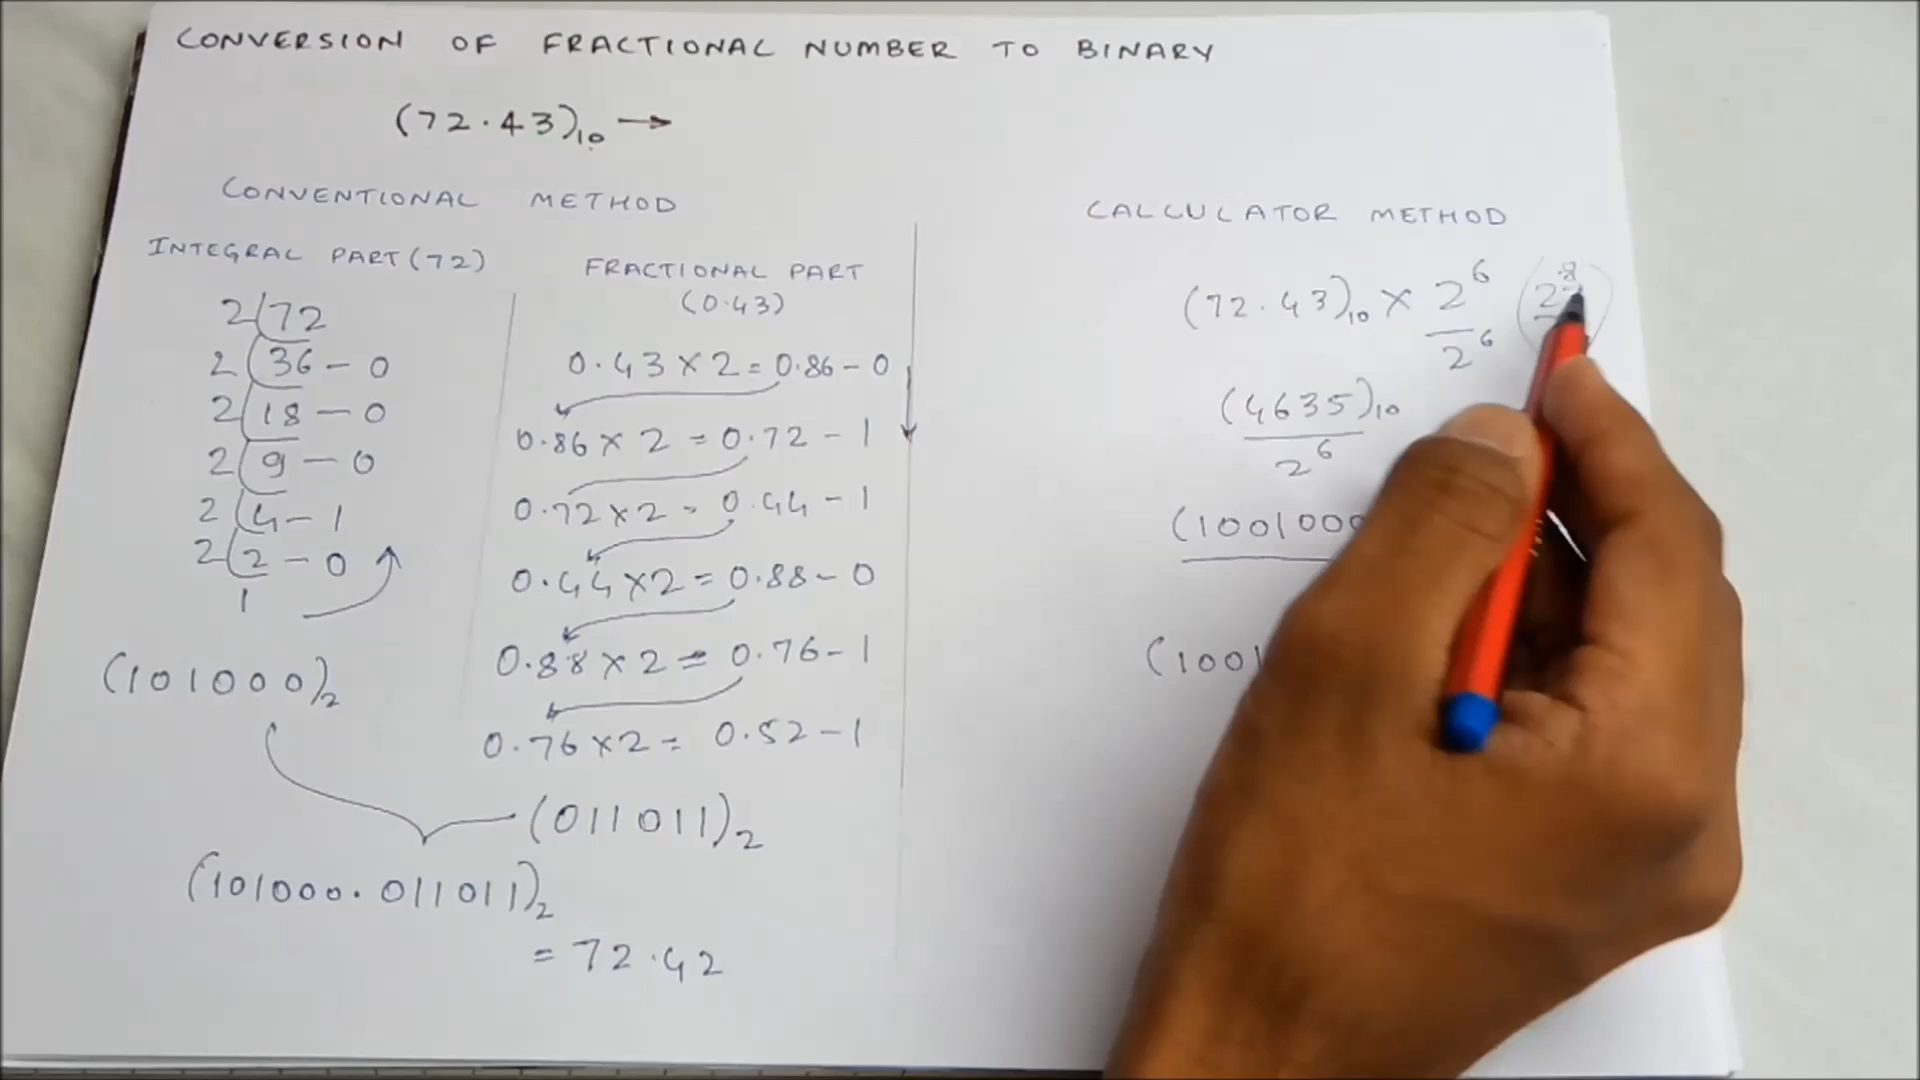 CONVERSION OF FRACTIONAL NUMBER TO BINARY
(72.43)10 →
CONVENTIONAL METHOD
INTEGRAL PART (72)
2 72
2 36 - 0
2 18 - 0
2 9 - 0
2 4 - 1
2 2 - 0
1
(101000)2
FRACTIONAL PART
(0.43)
0.43 × 2 = 0.86 - 0
0.86 × 2 = 0.72 - 1
0.72 × 2 = 0.44 - 1
0.44 × 2 = 0.88 - 0
0.88 × 2 = 0.76 - 1
0.76 × 2 = 0.52 - 1
(011011)2
(101000.011011)2
= 72.42
CALCULATOR METHOD
(72.43)10 × 2^6 2^8
2^6
(4635)10
2^6
(1001000
(1001